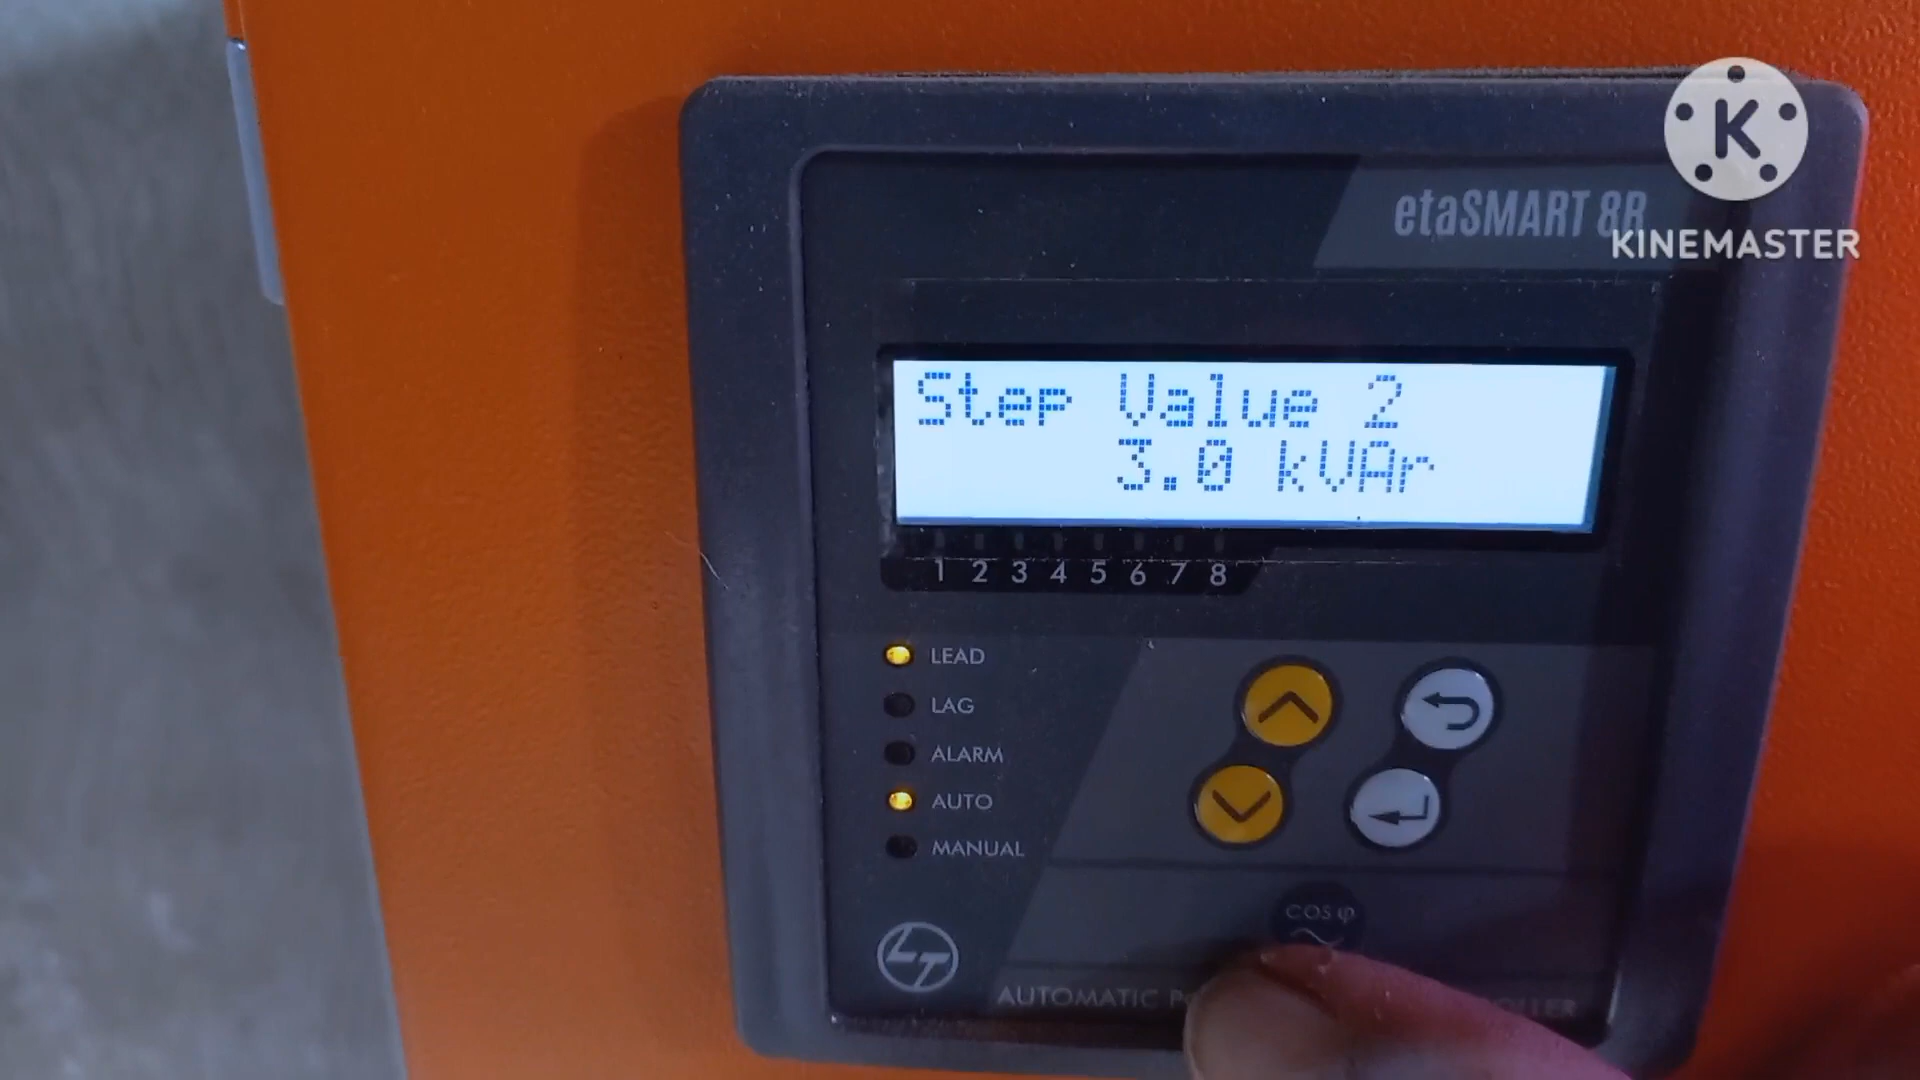 etaSMART 8R
KINEMASTER
Step Value 2
3.0 kVAr
1 2 3 4 5 6 7 8
LEAD
LAG
ALARM
AUTO
MANUAL
COS φ
LT
AUTOMATIC